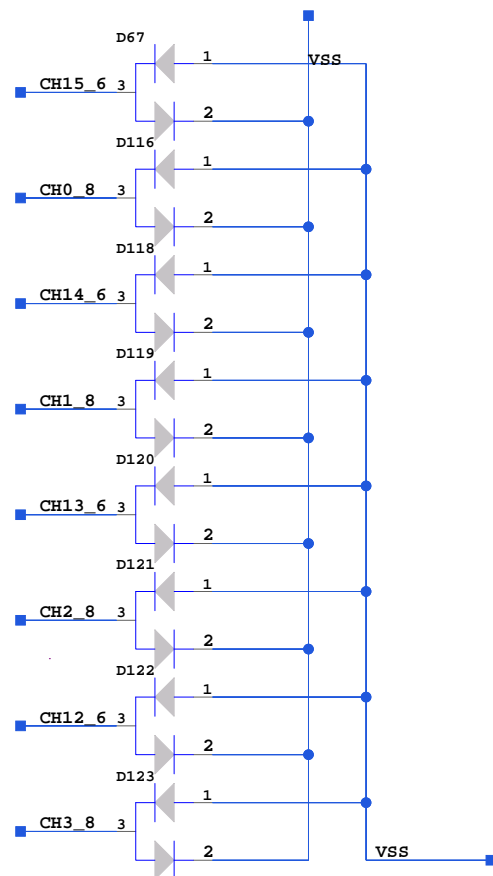 D67
1
VSS
CH15_6 3
2
D116
1
CH0_8 3
2
D118
1
CH14_6 3
2
D119
1
CH1_8 3
2
D120
1
CH13_6 3
2
D121
1
CH2_8 3
2
D122
1
CH12_6 3
2
D123
1
CH3_8 3
2
VSS